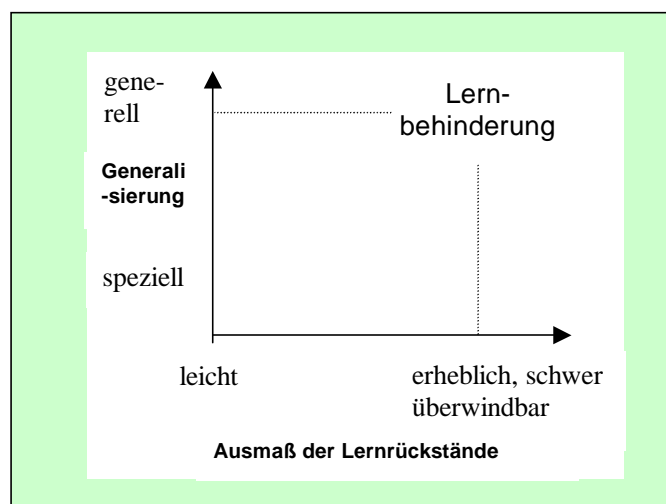 gene-
rell
Lern-
behinderung
Generali
-sierung
speziell
leicht
erheblich, schwer
überwindbar
Ausmaß der Lernrückstände